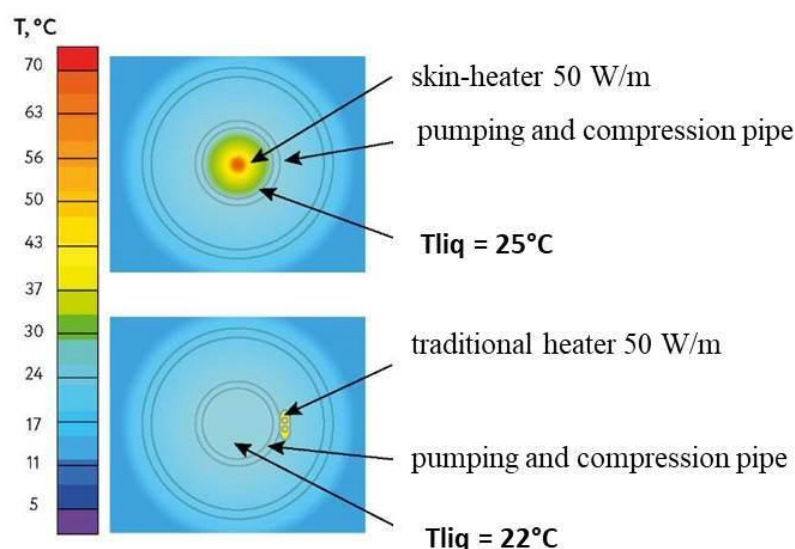 T, °C
70
63
56
50
43
37
30
24
17
11
5
skin-heater 50 W/m
pumping and compression pipe
Tliq = 25°C
traditional heater 50 W/m
pumping and compression pipe
Tliq = 22°C